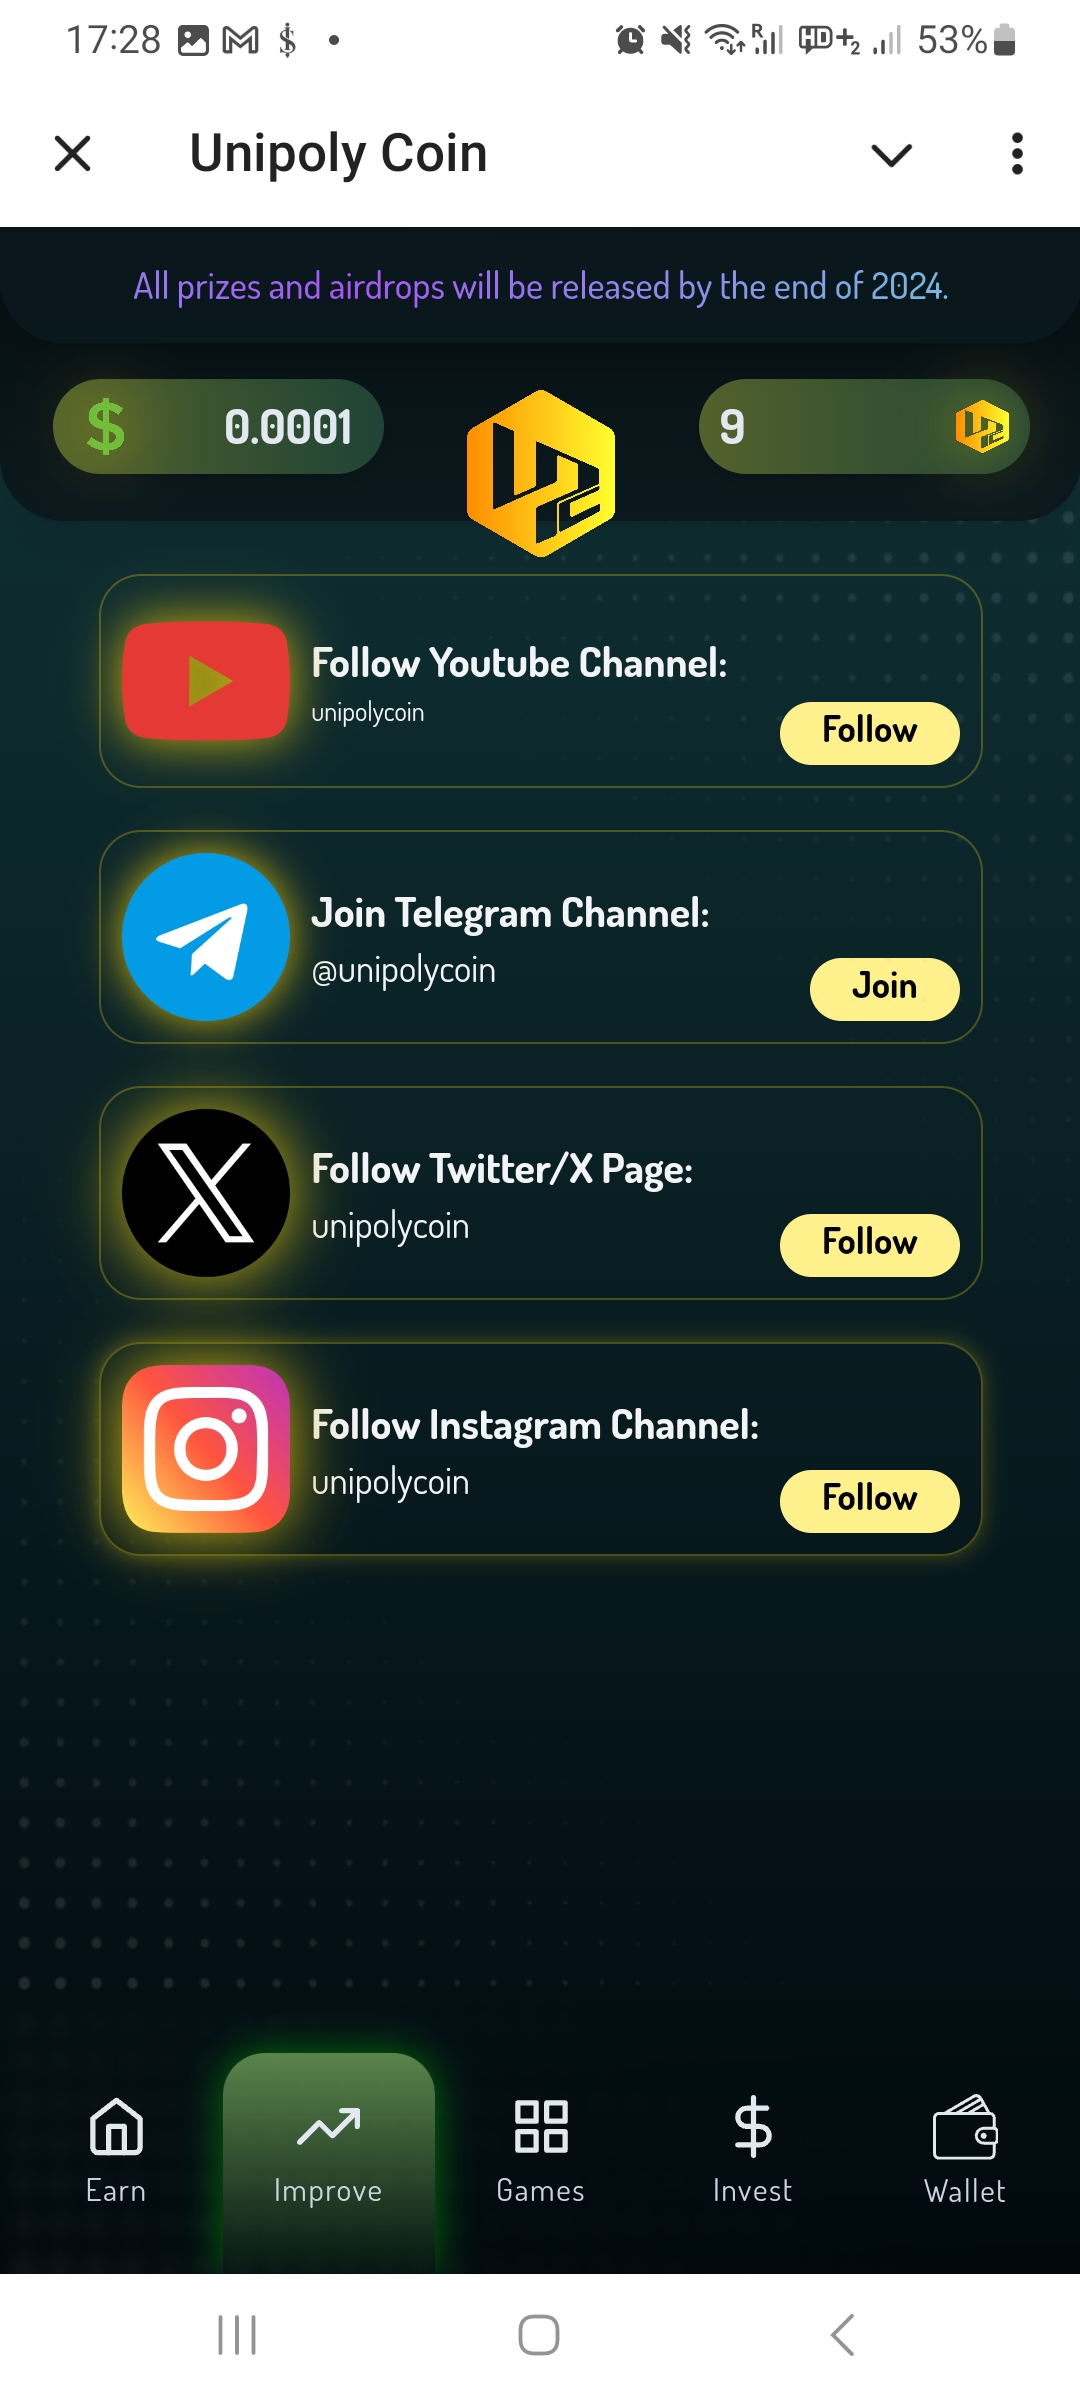 17:28
R HD+2 53%
Unipoly Coin
All prizes and airdrops will be released by the end of 2024.
$ 0.0001
9
Follow Youtube Channel:
unipolycoin
Follow
Join Telegram Channel:
@unipolycoin
Join
Follow Twitter/X Page:
unipolycoin
Follow
Follow Instagram Channel:
unipolycoin
Follow
Earn Improve Games Invest Wallet